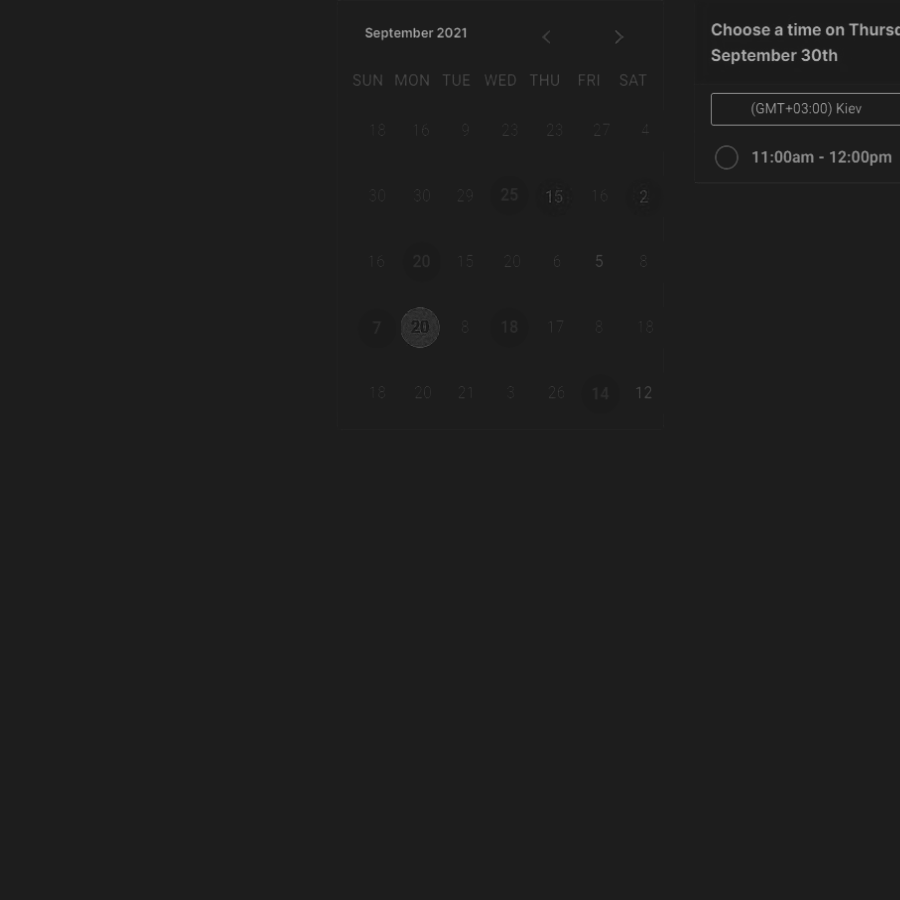 September 2021
Choose a time on
September 30th
SUN MON TUE WED THU FRI SAT
(GMT+03:00) Kiev
18 16 9 23 23 27 4
11:00am - 12:00pm
30 30 29 25 15 16 2
16 20 15 20 6 5 8
7 20 8 18 17 8 18
18 20 21 3 26 14 12